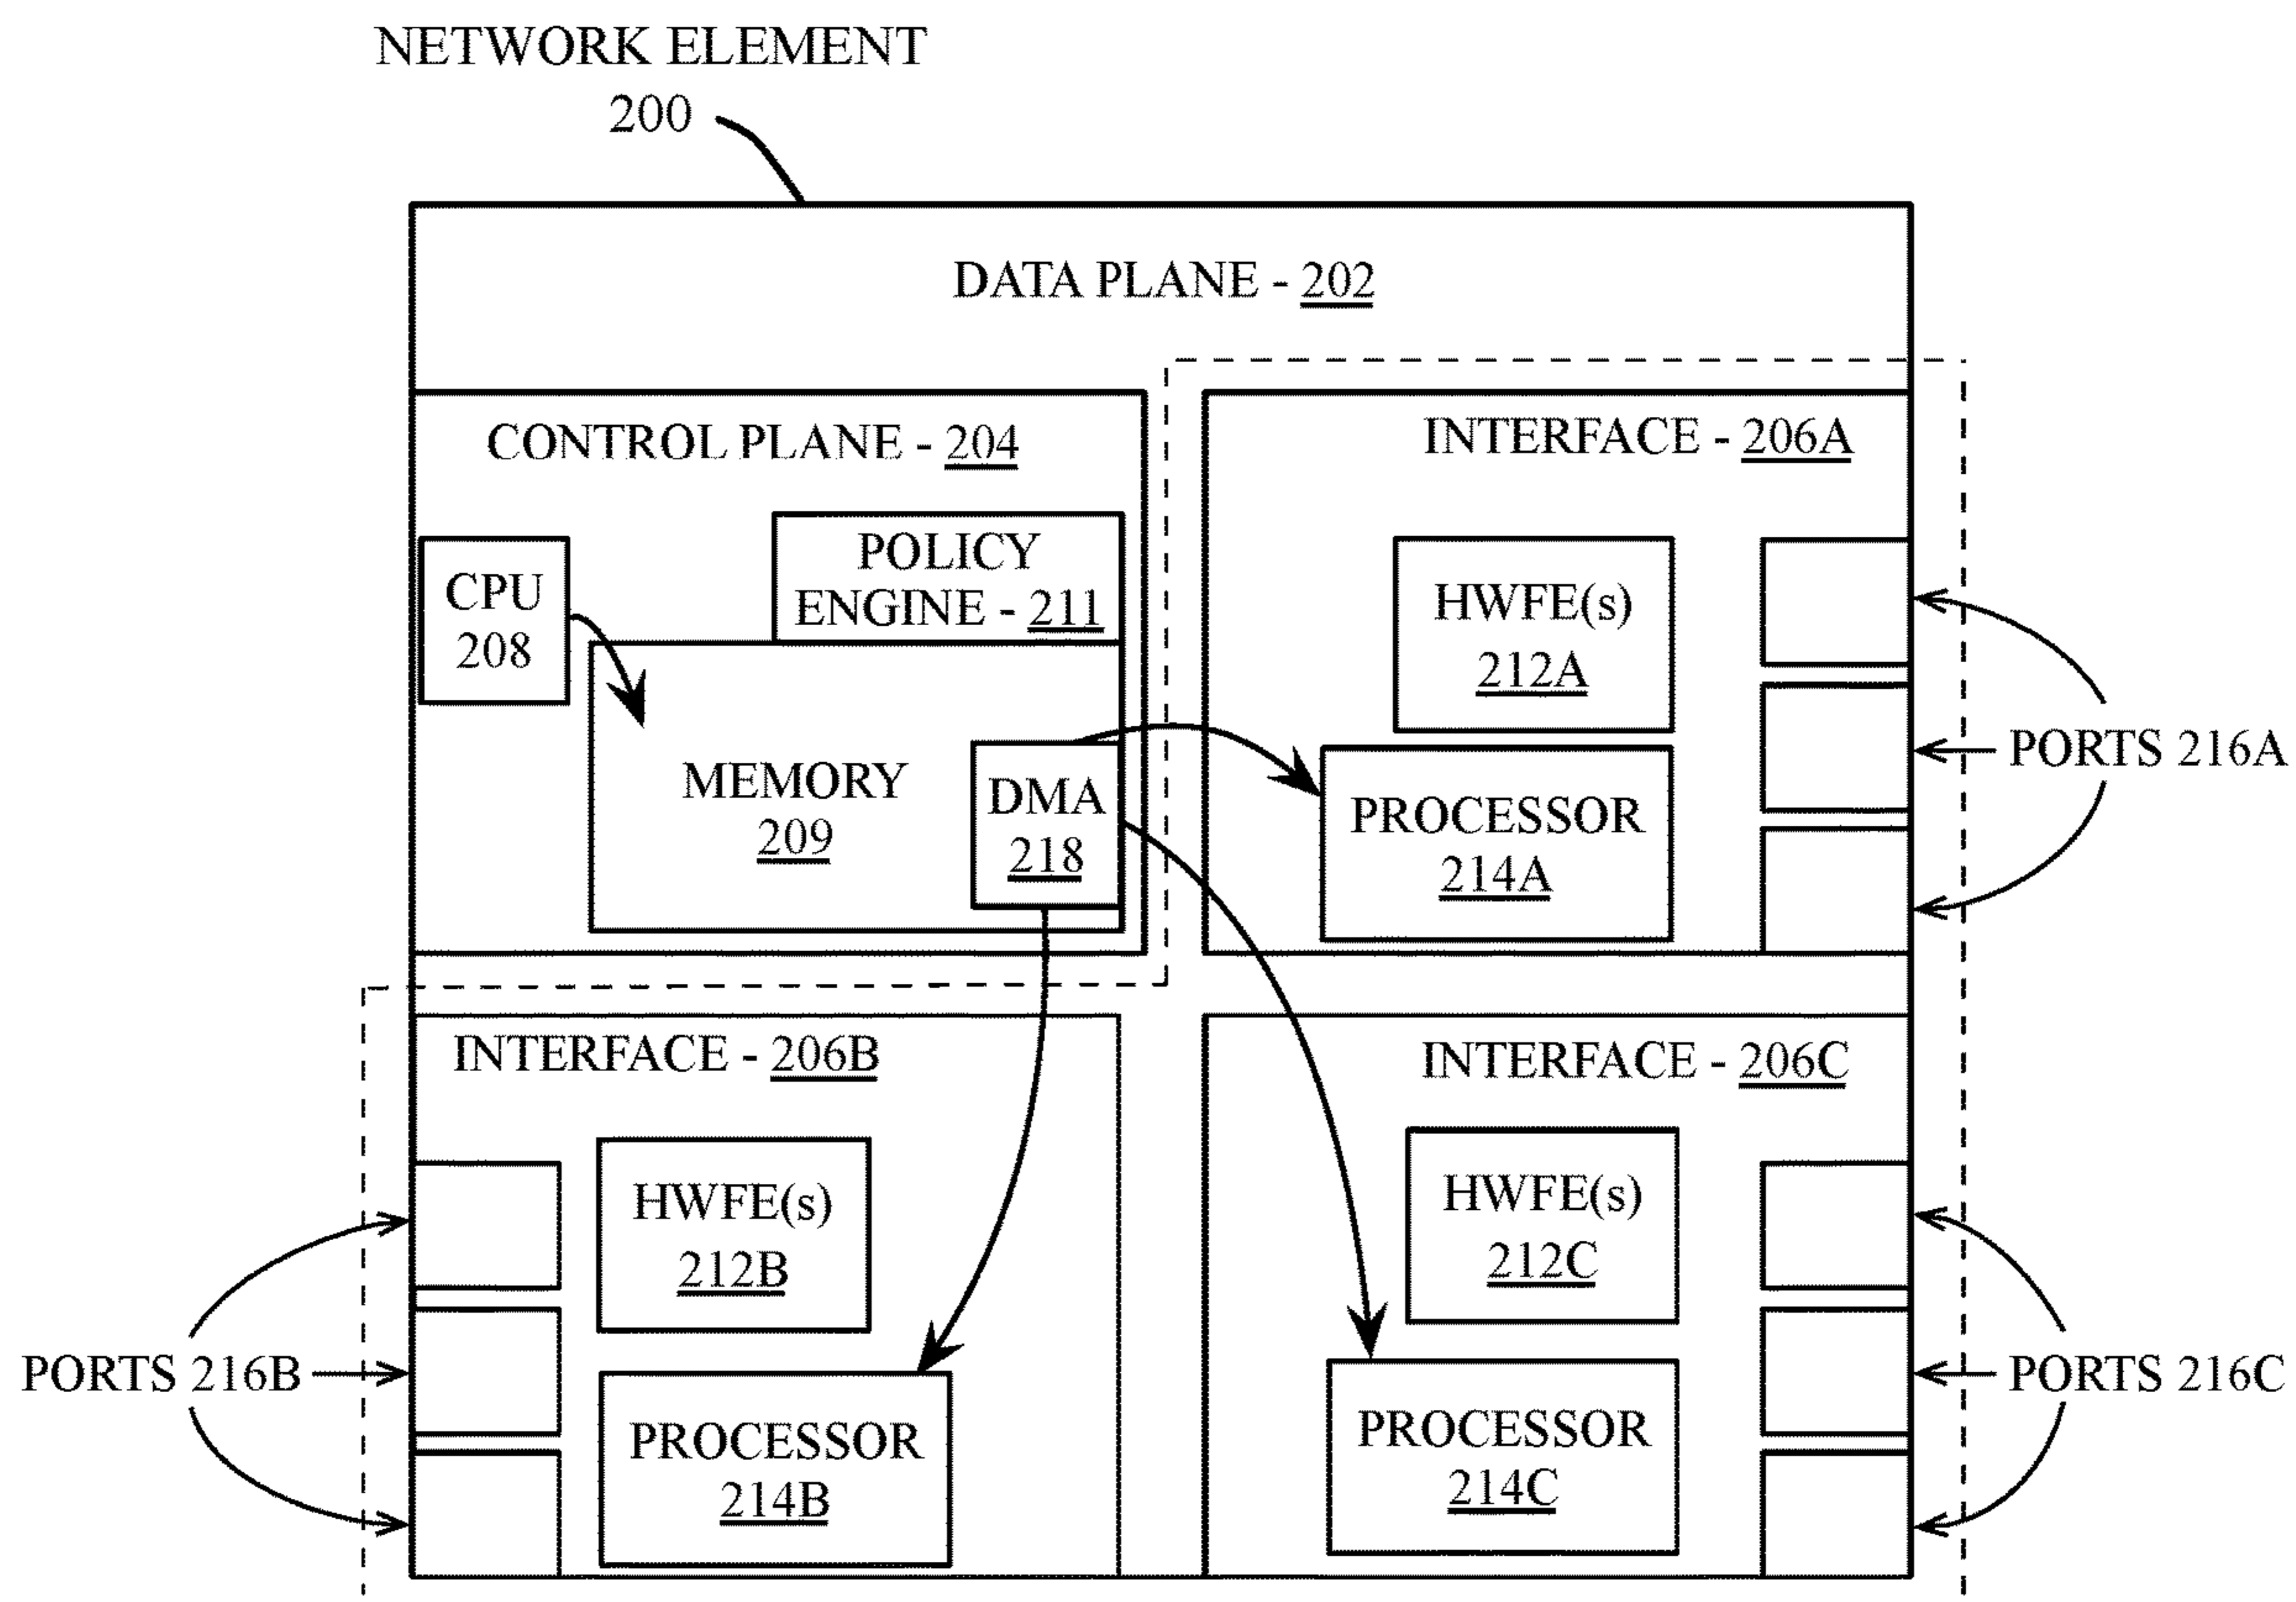 NETWORK ELEMENT
200
DATA PLANE - 202
CONTROL PLANE - 204
CPU
208
POLICY
ENGINE - 211
MEMORY
209
DMA
218
INTERFACE - 206A
HWFE(s)
212A
PROCESSOR
214A
PORTS 216A
INTERFACE - 206B
HWFE(s)
212B
PROCESSOR
214B
PORTS 216B
INTERFACE - 206C
HWFE(s)
212C
PROCESSOR
214C
PORTS 216C